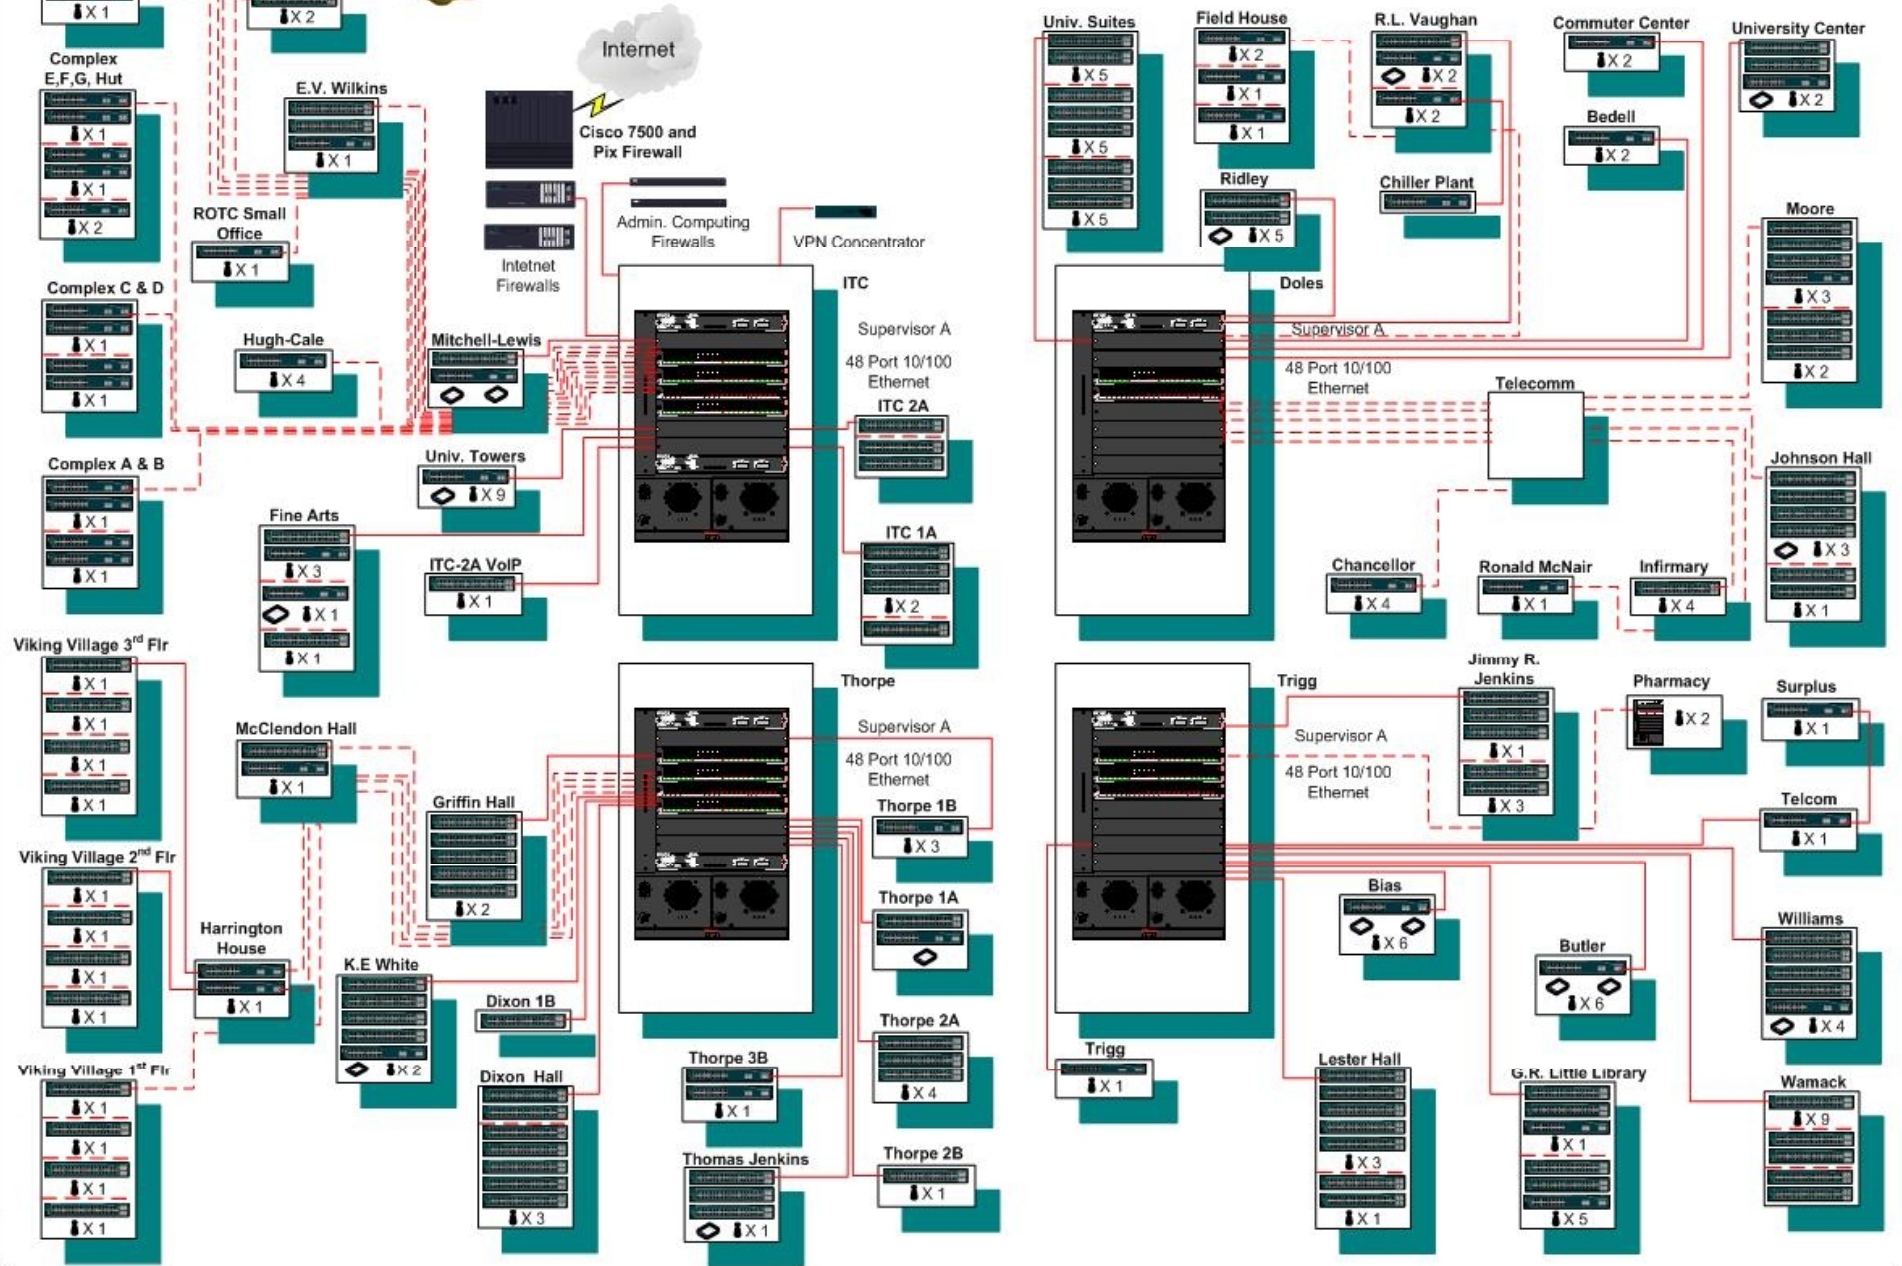 X 1
X 2
Complex
E,F,G, Hut
X 1
X 1
X 2
E.V. Wilkins
X 1
ROTC Small
Office
X 1
Complex C & D
X 1
X 1
Hugh-Cale
X 4
Complex A & B
X 1
X 1
Internet
Cisco 7500 and
Pix Firewall
Intetnet
Firewalls
Admin. Computing
Firewalls
VPN Concentrator
Mitchell-Lewis
Univ. Towers
X 9
Fine Arts
X 3
X 1
X 1
ITC-2A VoIP
X 1
ITC
Supervisor A
48 Port 10/100
Ethernet
ITC 2A
ITC 1A
X 2
Univ. Suites
X 5
X 5
X 5
Field House
X 2
X 1
X 1
R.L. Vaughan
X 2
X 2
Commuter Center
X 2
University Center
X 2
Bedell
X 2
Ridley
X 5
Chiller Plant
Moore
X 3
X 2
Doles
Supervisor A
48 Port 10/100
Ethernet
Telecomm
Johnson Hall
X 3
X 1
Chancellor
X 4
Ronald McNair
X 1
Infirmary
X 4
Viking Village 3rd Flr
X 1
X 1
X 1
X 1
Viking Village 2nd Flr
X 1
X 1
X 1
X 1
Viking Village 1st Flr
X 1
X 1
X 1
X 1
McClendon Hall
X 1
Harrington
House
X 1
Griffin Hall
X 2
K.E White
X 2
Dixon 1B
Dixon Hall
X 3
Thorpe
Supervisor A
48 Port 10/100
Ethernet
Thorpe 1B
X 3
Thorpe 1A
Thorpe 2A
X 4
Thorpe 3B
X 1
Thomas Jenkins
X 1
Thorpe 2B
X 1
Trigg
Supervisor A
48 Port 10/100
Ethernet
Jimmy R.
Jenkins
X 1
X 3
Pharmacy
X 2
Surplus
X 1
Telcom
X 1
Bias
X 6
Butler
X 6
Williams
X 4
Trigg
X 1
Lester Hall
X 3
X 1
G.R. Little Library
X 1
X 5
Wamack
X 9